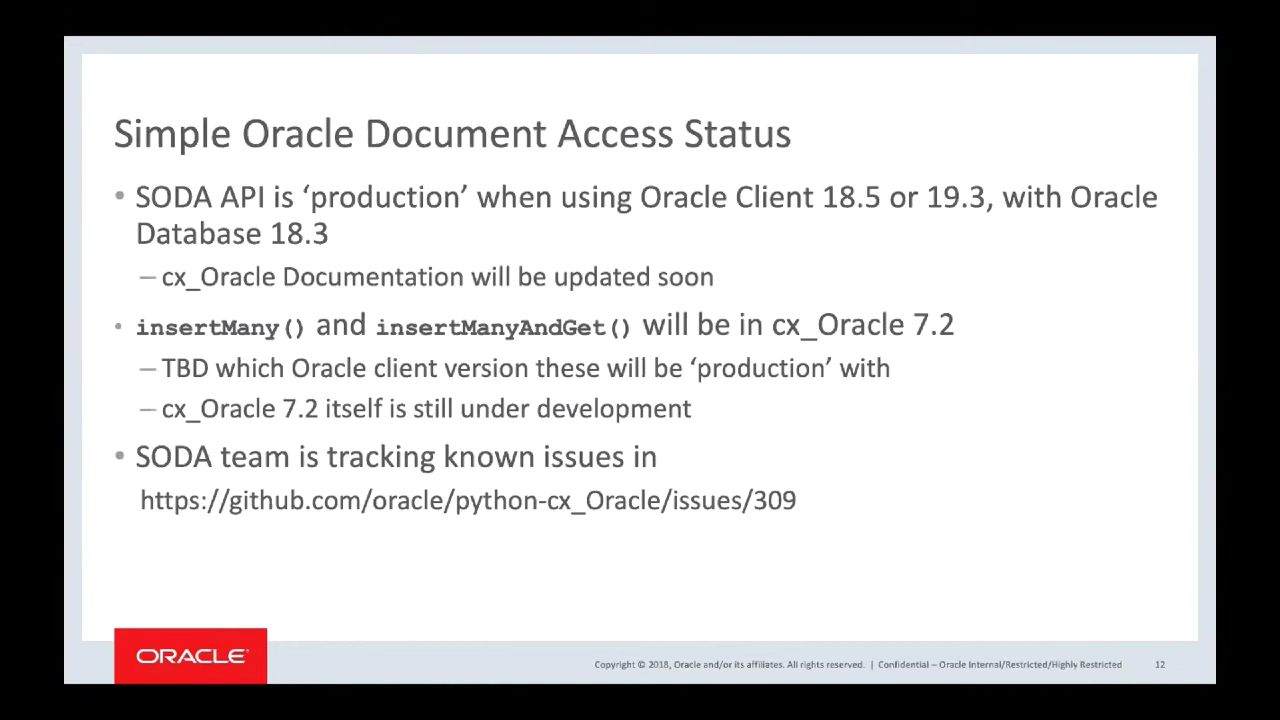 Simple Oracle Document Access Status
• SODA API is ‘production’ when using Oracle Client 18.5 or 19.3, with Oracle
Database 18.3
– cx_Oracle Documentation will be updated soon
• insertMany() and insertManyAndGet() will be in cx_Oracle 7.2
– TBD which Oracle client version these will be ‘production’ with
– cx_Oracle 7.2 itself is still under development
• SODA team is tracking known issues in
https://github.com/oracle/python-cx_Oracle/issues/309
ORACLE®
Copyright © 2018, Oracle and/or its affiliates. All rights reserved. | Confidential – Oracle Internal/Restricted/Highly Restricted 12